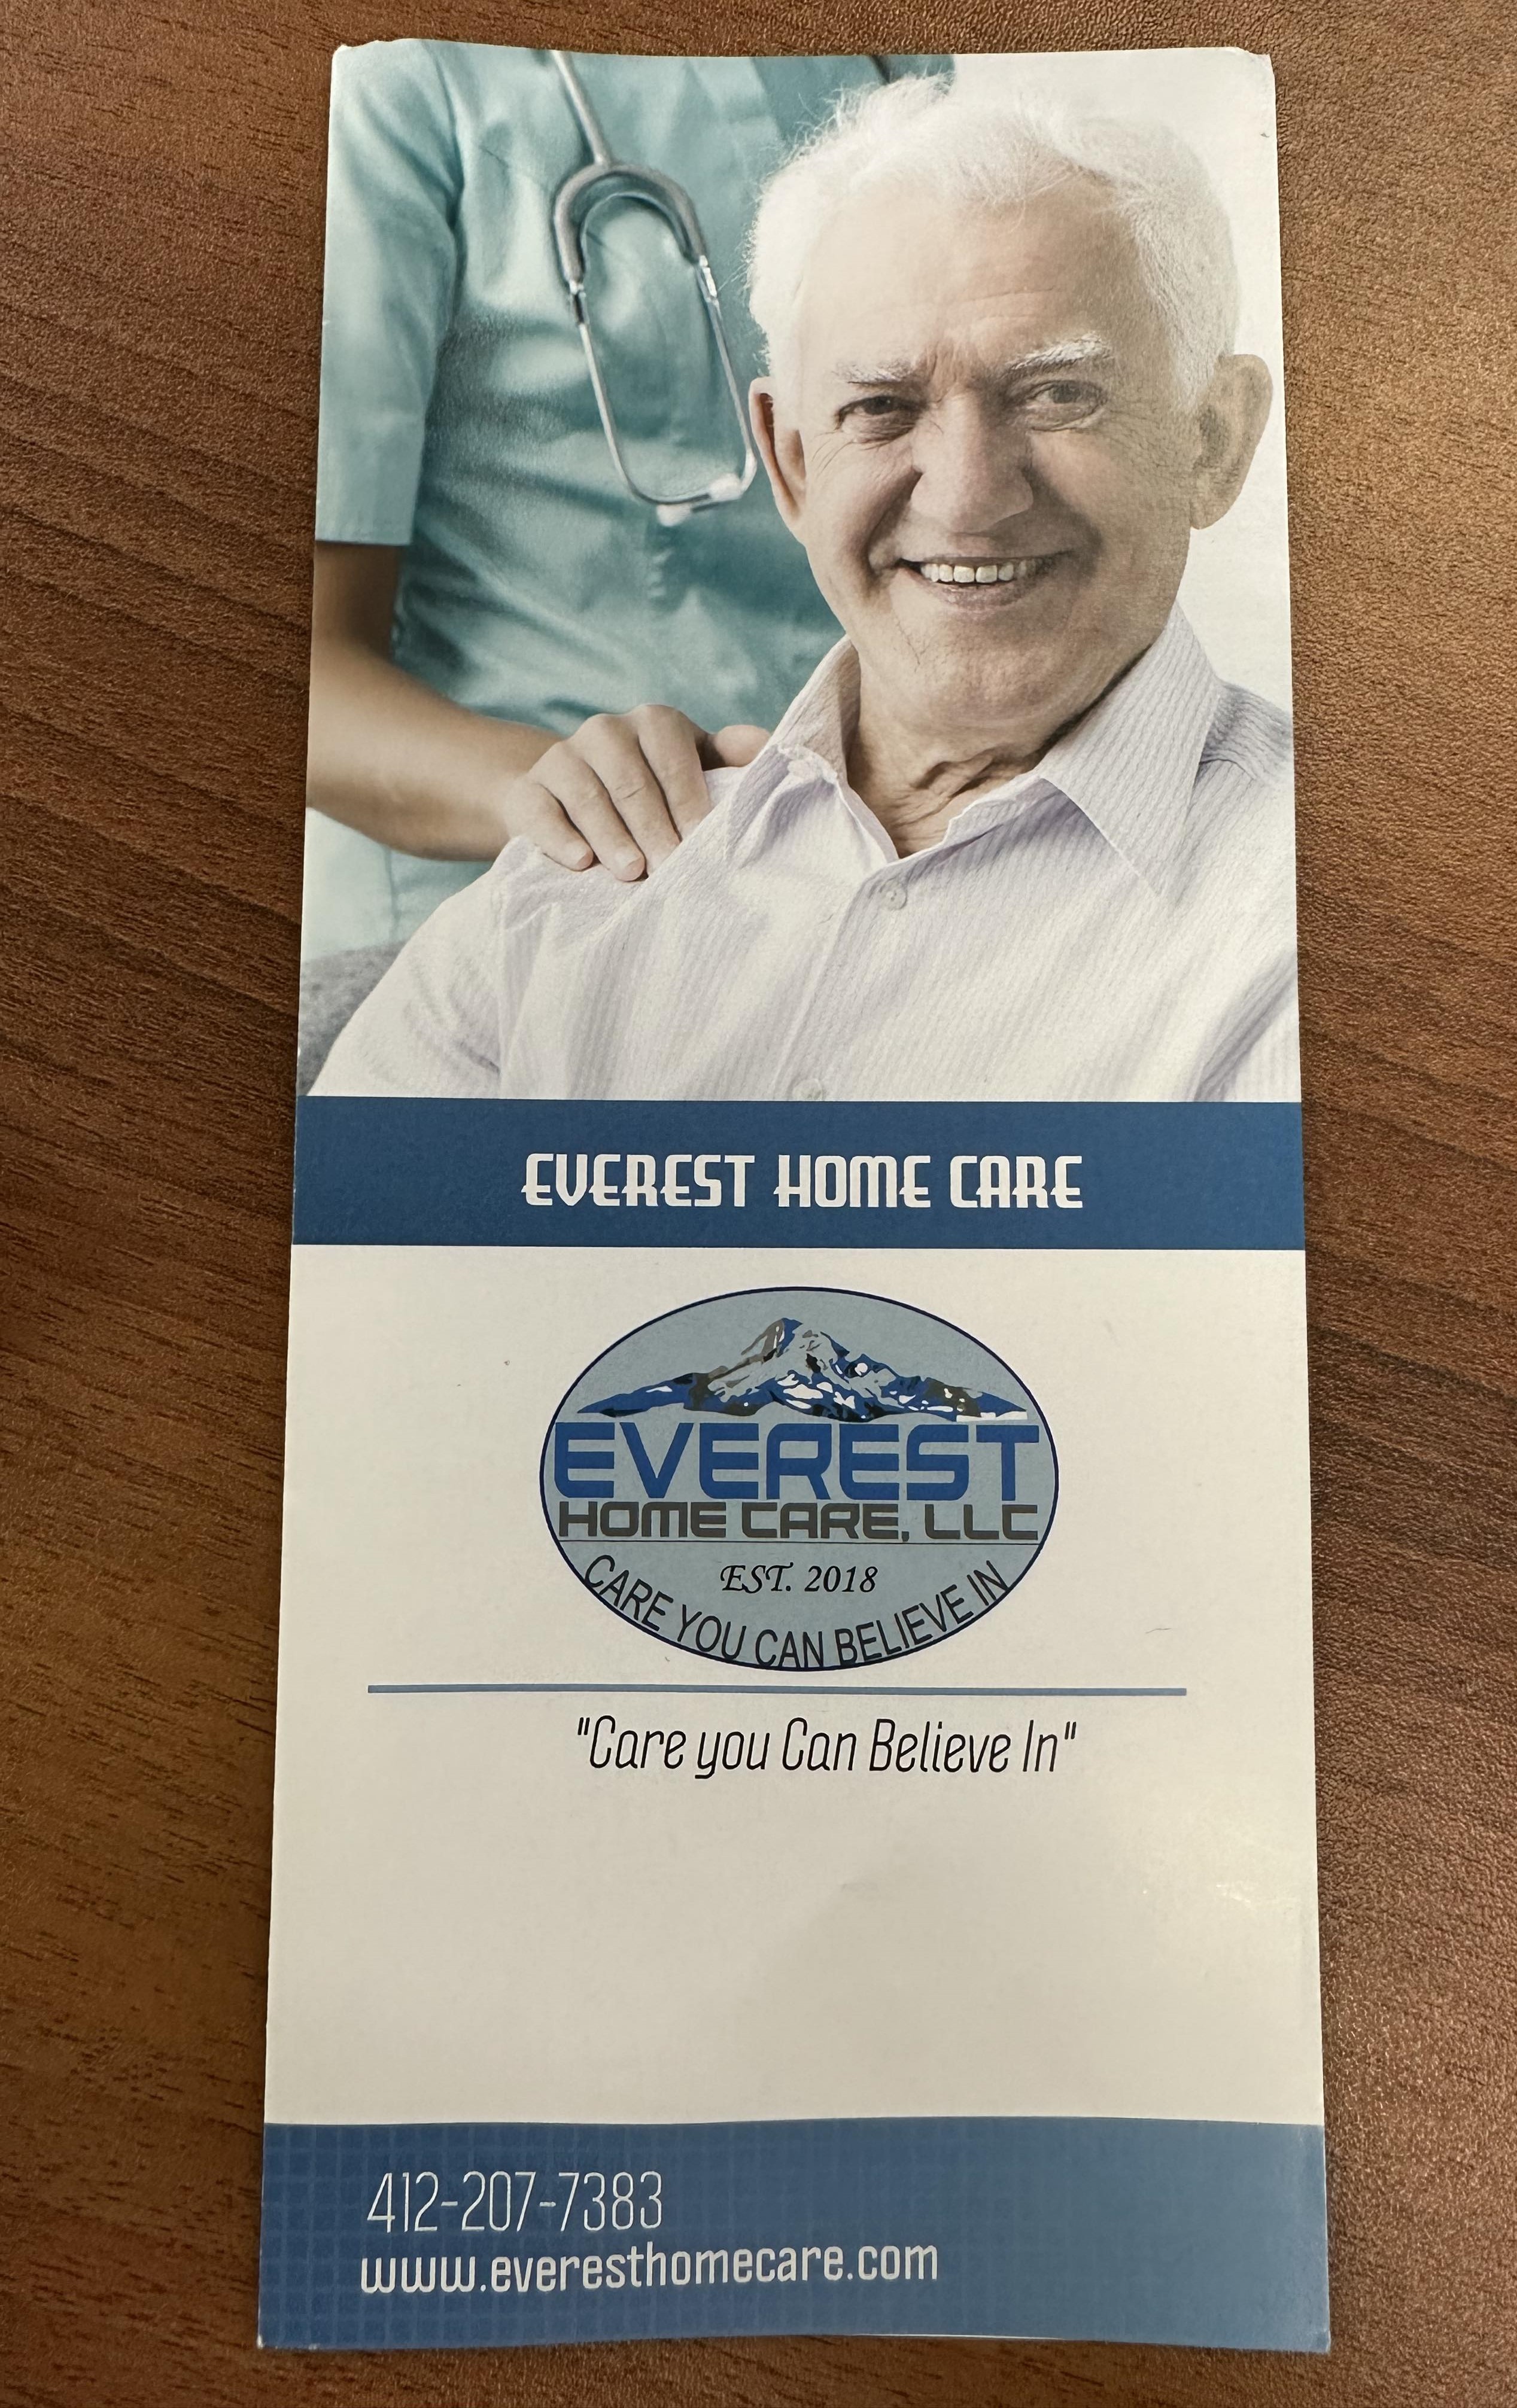 EVEREST HOME CARE
EVEREST
HOME CARE, LLC
EST. 2018
CARE YOU CAN BELIEVE IN
"Care you Can Believe In"
412-207-7383
www.everesthomecare.com